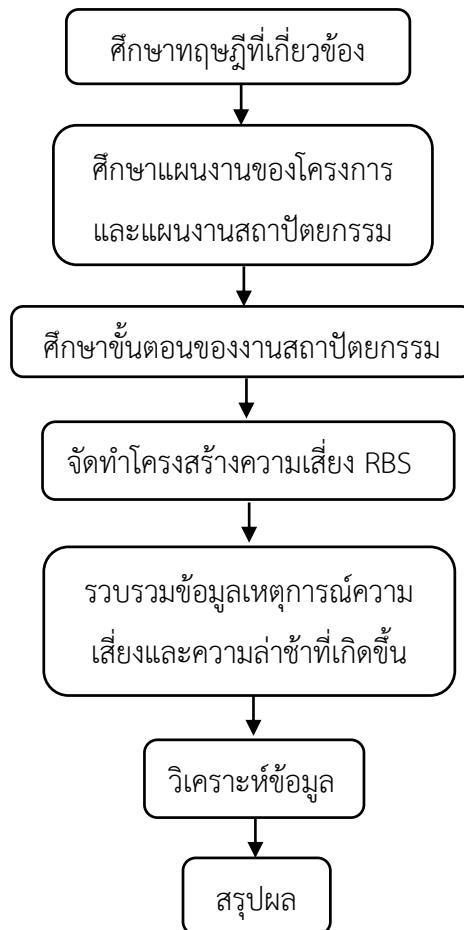 ศึกษาทฤษฎีที่เกี่ยวข้อง
ศึกษาแผนงานของโครงการ
และแผนงานสถาปัตยกรรม
ศึกษาขั้นตอนของงานสถาปัตยกรรม
จัดทำโครงสร้างความเสี่ยง RBS
รวบรวมข้อมูลเหตุการณ์ความ
เสี่ยงและความล่าช้าที่เกิดขึ้น
วิเคราะห์ข้อมูล
สรุปผล